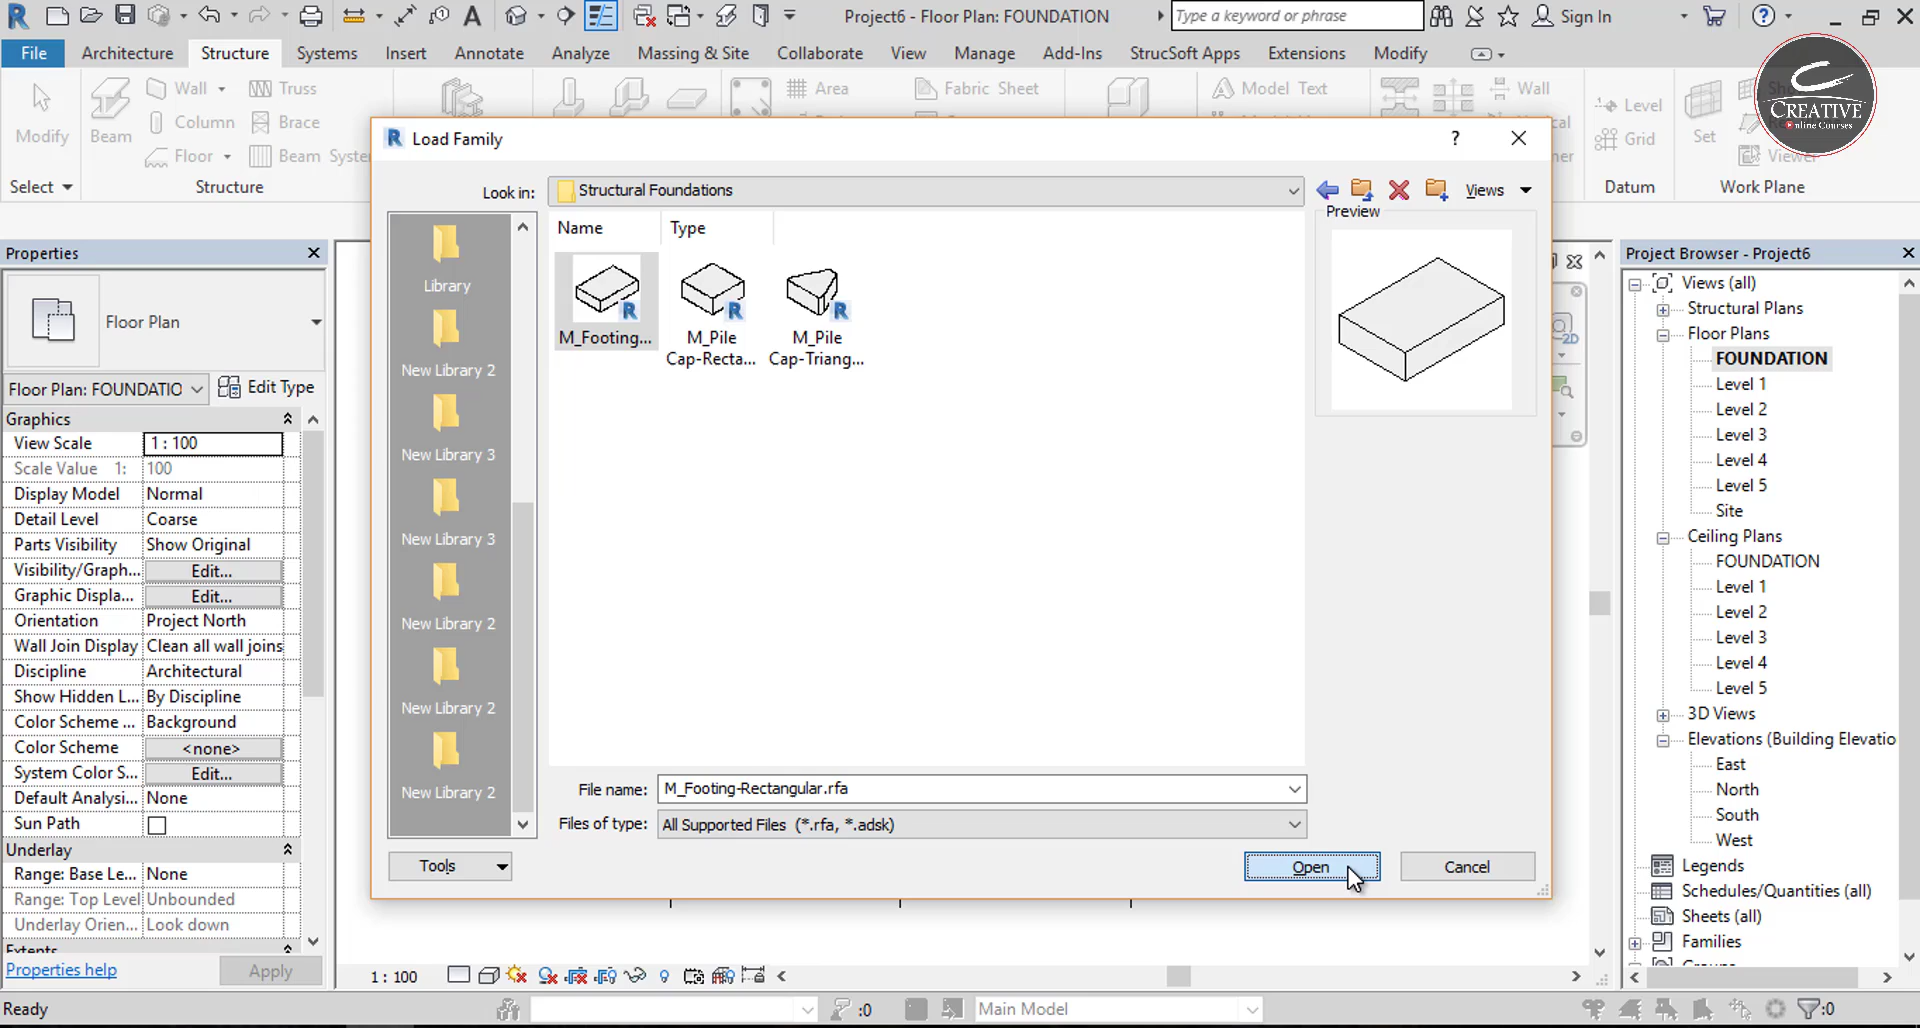 Project6 - Floor Plan: FOUNDATION
Type a keyword or phrase
Sign In
File
Architecture
Structure
Systems
Insert
Annotate
Analyze
Massing & Site
Collaborate
View
Manage
Add-Ins
StrucSoft Apps
Extensions
Modify
CREATIVE
Online Courses
Wall
Truss
Area
Fabric Sheet
Model Text
Wall
Level
Modify
Beam
Column
Brace
Set
Grid
Floor
Beam Syste
Viewer
Select
Structure
Datum
Work Plane
Load Family
?
Look in:
Structural Foundations
Views
Preview
Name
Type
Library
New Library 2
New Library 3
New Library 3
New Library 2
New Library 2
New Library 2
M_Footing...
M_Pile
Cap-Recta...
M_Pile
Cap-Triang...
File name:
M_Footing-Rectangular.rfa
Files of type:
All Supported Files (*.rfa, *.adsk)
Tools
Open
Cancel
Properties
Floor Plan
Floor Plan: FOUNDATIO
Edit Type
Graphics
View Scale
1 : 100
Scale Value 1:
100
Display Model
Normal
Detail Level
Coarse
Parts Visibility
Show Original
Visibility/Graph...
Edit...
Graphic Displa...
Edit...
Orientation
Project North
Wall Join Display
Clean all wall joins
Discipline
Architectural
Show Hidden L...
By Discipline
Color Scheme ...
Background
Color Scheme
<none>
System Color S...
Edit...
Default Analysi...
None
Sun Path
Underlay
Range: Base Le...
None
Range: Top Level
Unbounded
Underlay Orien...
Look down
Extents
Properties help
Apply
2D
Project Browser - Project6
Views (all)
Structural Plans
Floor Plans
FOUNDATION
Level 1
Level 2
Level 3
Level 4
Level 5
Site
Ceiling Plans
FOUNDATION
Level 1
Level 2
Level 3
Level 4
Level 5
3D Views
Elevations (Building Elevatio
East
North
South
West
Legends
Schedules/Quantities (all)
Sheets (all)
Families
1 : 100
Ready
:0
Main Model
:0